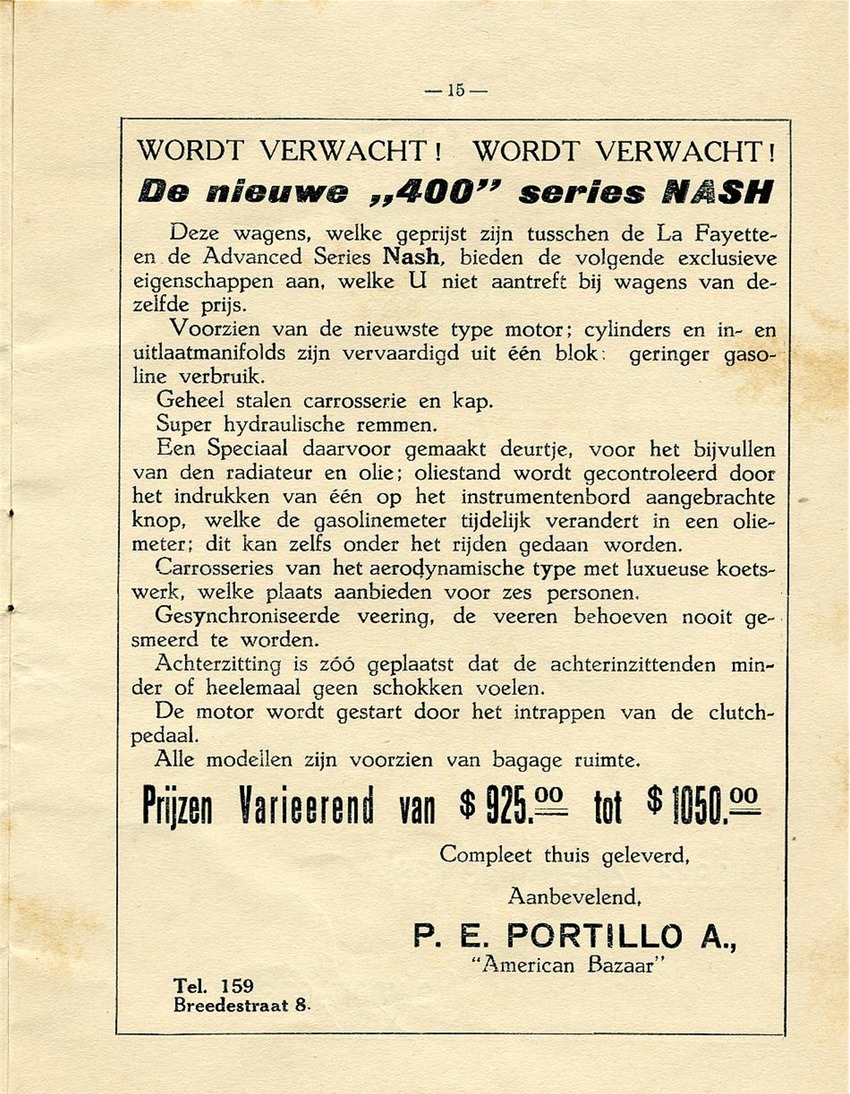 — 15 —
WORDT VERWACHT! WORDT VERWACHT!
De nieuwe „400” series NASH
Deze wagens, welke geprijst zijn tusschen de La Fayette-
en de Advanced Series Nash, bieden de volgende exclusieve
eigenschappen aan, welke U niet aantreft bij wagens van de-
zelfde prijs.
Voorzien van de nieuwste type motor; cylinders en in- en
uitlaatmanifolds zijn vervaardigd uit één blok: geringer gaso-
line verbruik.
Geheel stalen carrosserie en kap.
Super hydraulische remmen.
Een Speciaal daarvoor gemaakt deurtje, voor het bijvullen
van den radiateur en olie; oliestand wordt gecontroleerd door
het indrukken van één op het instrumentenbord aangebrachte
knop, welke de gasolinemeter tijdelijk verandert in een olie-
meter; dit kan zelfs onder het rijden gedaan worden.
Carrosseries van het aerodynamische type met luxueuse koets-
werk, welke plaats aanbieden voor zes personen.
Gesynchroniseerde veering, de veeren behoeven nooit ge-
smeerd te worden.
Achterzitting is zóó geplaatst dat de achterinzittenden min-
der of heelemaal geen schokken voelen.
De motor wordt gestart door het intrappen van de clutch-
pedaal.
Alle modellen zijn voorzien van bagage ruimte.
Prijzen Varieerend van $ 925.00 tot $ 1050.00
Compleet thuis geleverd,
Aanbevelend,
P. E. PORTILLO A.,
“American Bazaar”
Tel. 159
Breedestraat 8.